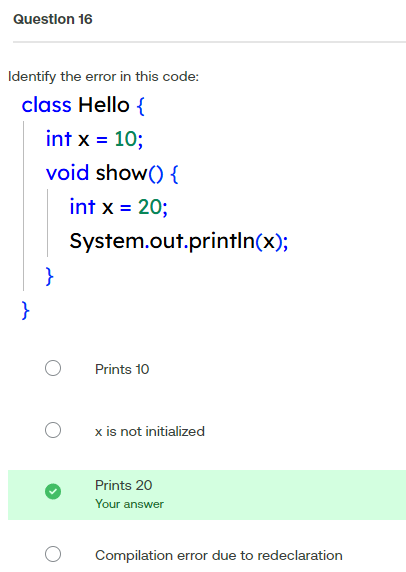 Question 16
Identify the error in this code:
class Hello {
int x = 10;
void show() {
int x = 20;
System.out.println(x);
}
}
Prints 10
x is not initialized
Prints 20
Your answer
Compilation error due to redeclaration